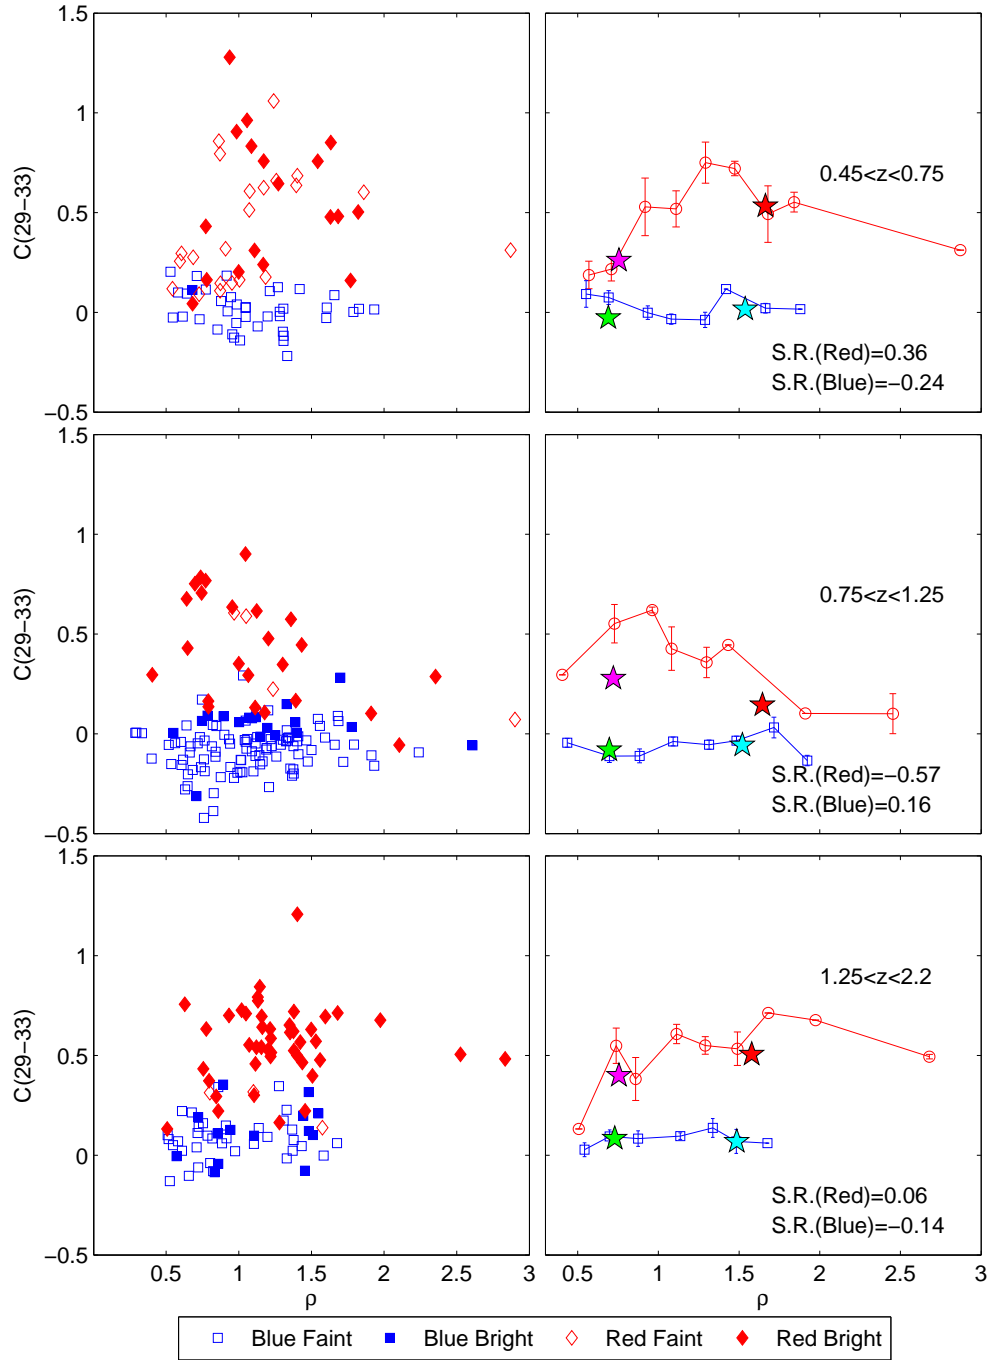 1.5
1
0.5
0
−0.5
C(29−33)
0.45<z<0.75
S.R.(Red)=0.36
S.R.(Blue)=−0.24
1.5
1
0.5
0
−0.5
C(29−33)
0.75<z<1.25
S.R.(Red)=−0.57
S.R.(Blue)=0.16
1.5
1
0.5
0
−0.5
C(29−33)
1.25<z<2.2
S.R.(Red)=0.06
S.R.(Blue)=−0.14
0.5 1 1.5 2 2.5 3
ρ
0.5 1 1.5 2 2.5 3
ρ
Blue Faint Blue Bright Red Faint Red Bright